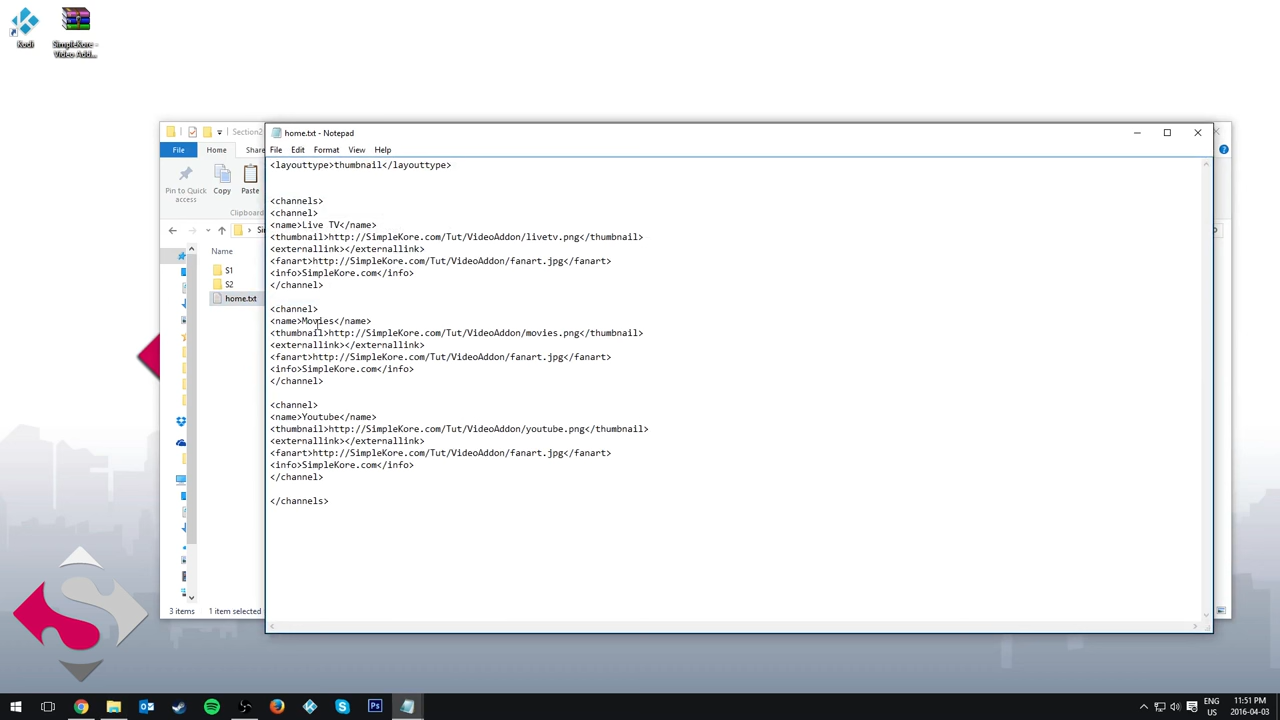 Kodi
SimpleKore -
Video Add...
Section2
home.txt - Notepad
File
Home
Share
File Edit Format View Help
Pin to Quick
access
Copy
Paste
Clipboard
Name
S1
S2
home.txt
<layouttype>thumbnail</layouttype>
<channels>
<channel>
<name>Live TV</name>
<thumbnail>http://SimpleKore.com/Tut/VideoAddon/livetv.png</thumbnail>
<externallink></externallink>
<fanart>http://SimpleKore.com/Tut/VideoAddon/fanart.jpg</fanart>
<info>SimpleKore.com</info>
</channel>
<channel>
<name>Movies</name>
<thumbnail>http://SimpleKore.com/Tut/VideoAddon/movies.png</thumbnail>
<externallink></externallink>
<fanart>http://SimpleKore.com/Tut/VideoAddon/fanart.jpg</fanart>
<info>SimpleKore.com</info>
</channel>
<channel>
<name>Youtube</name>
<thumbnail>http://SimpleKore.com/Tut/VideoAddon/youtube.png</thumbnail>
<externallink></externallink>
<fanart>http://SimpleKore.com/Tut/VideoAddon/fanart.jpg</fanart>
<info>SimpleKore.com</info>
</channel>
</channels>
3 items
1 item selected
ENG
US
11:51 PM
2016-04-03